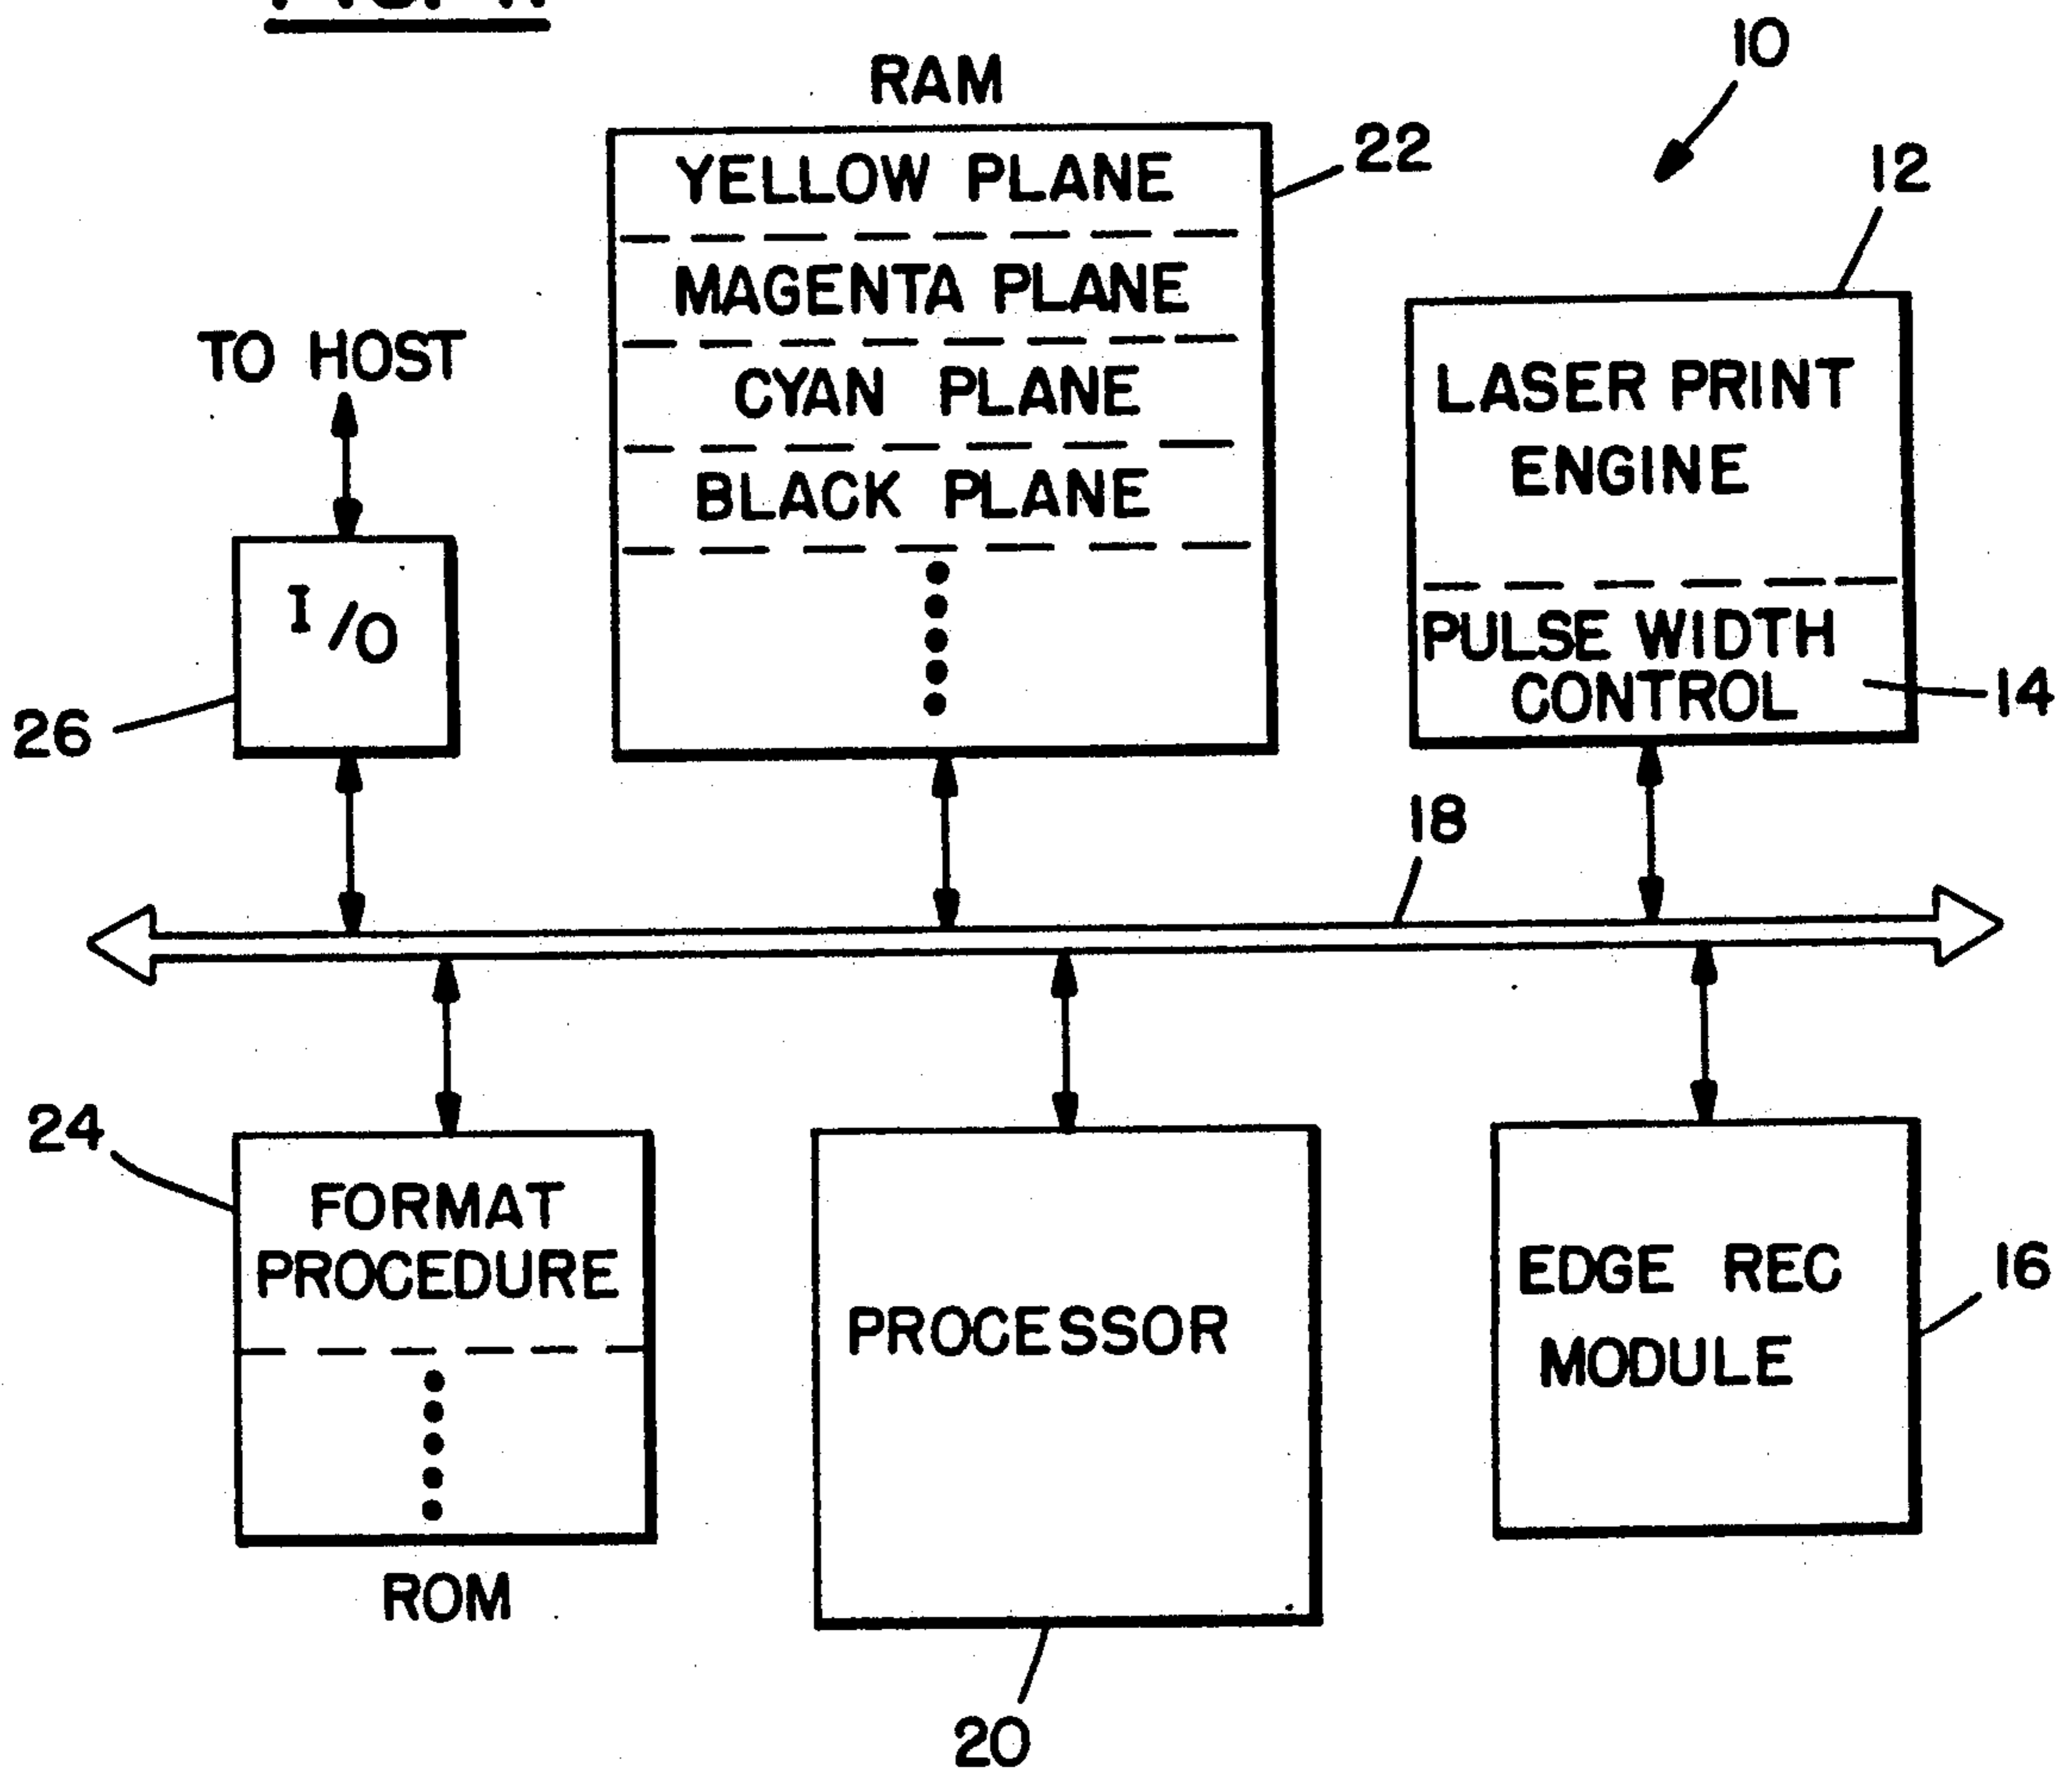 10
RAM
22
12
YELLOW PLANE
MAGENTA PLANE
CYAN PLANE
BLACK PLANE
TO HOST
LASER PRINT
ENGINE
PULSE WIDTH
CONTROL
14
I/O
26
18
24
FORMAT
PROCEDURE
ROM
PROCESSOR
20
EDGE REC
MODULE
16